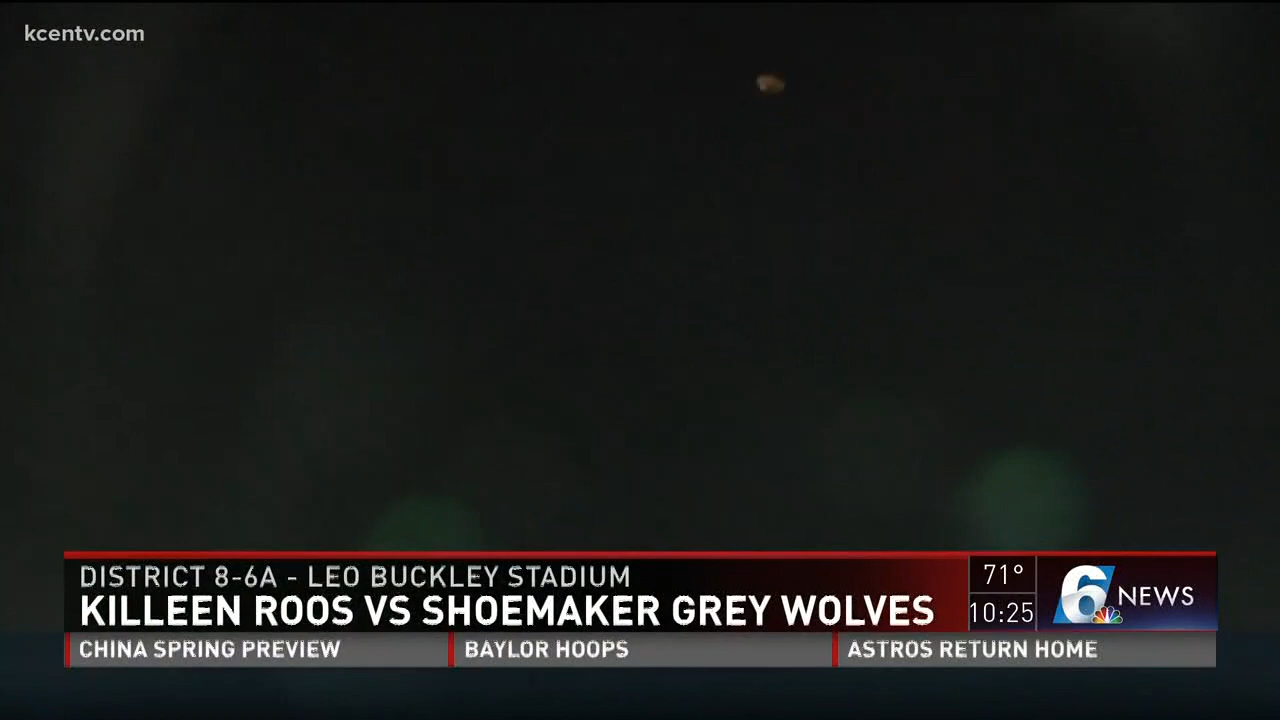 kcentv.com
DISTRICT 8-6A - LEO BUCKLEY STADIUM
KILLEEN ROOS VS SHOEMAKER GREY WOLVES
71°
10:25
6 NEWS
CHINA SPRING PREVIEW
BAYLOR HOOPS
ASTROS RETURN HOME